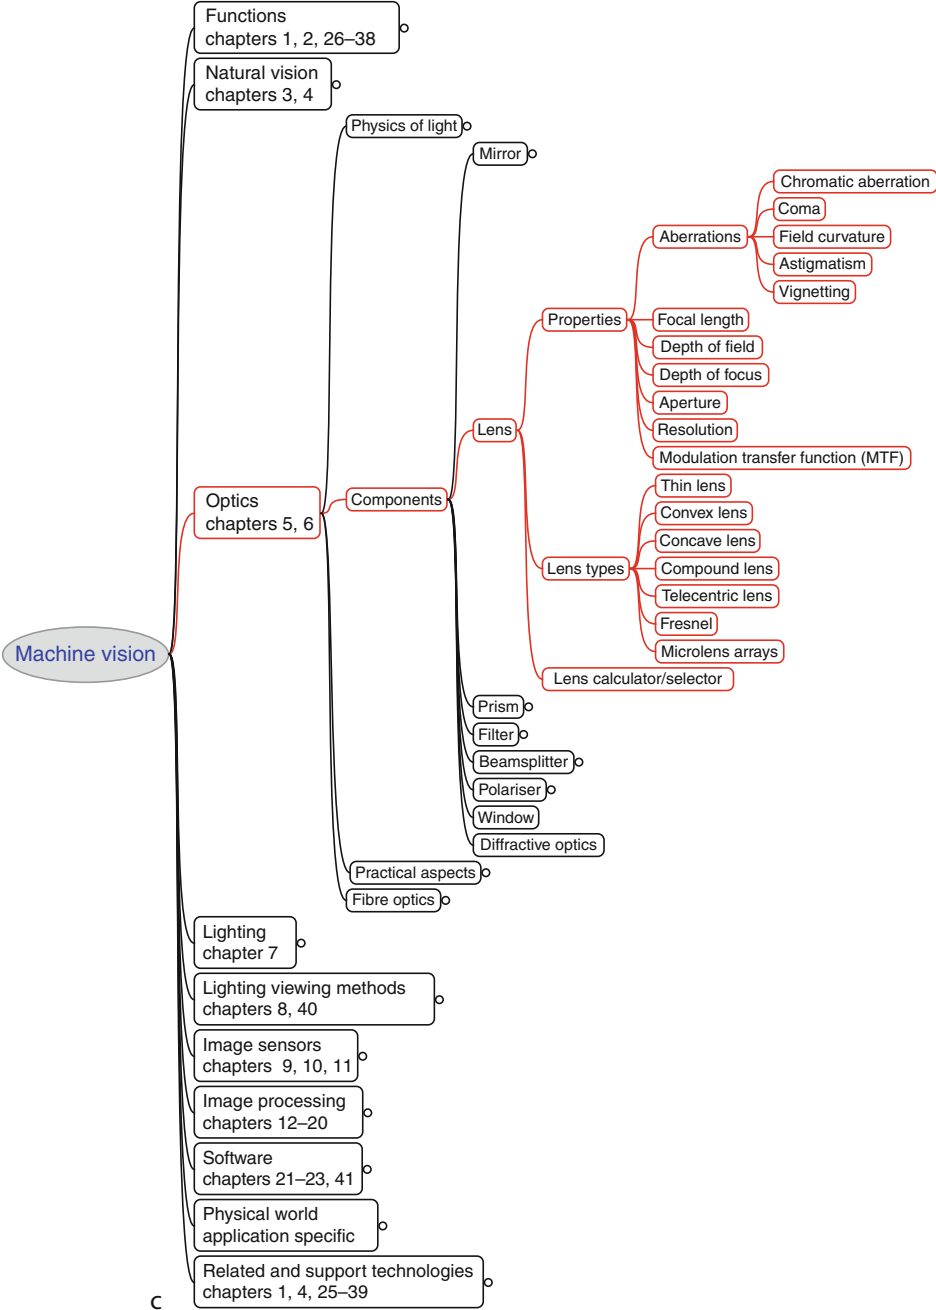 Functions
chapters 1, 2, 26–38
Natural vision
chapters 3, 4
Physics of light
Mirror
Chromatic aberration
Coma
Aberrations
Field curvature
Astigmatism
Vignetting
Properties
Focal length
Depth of field
Depth of focus
Aperture
Lens
Resolution
Modulation transfer function (MTF)
Thin lens
Optics
chapters 5, 6
Components
Convex lens
Concave lens
Lens types
Compound lens
Telecentric lens
Fresnel
Machine vision
Microlens arrays
Lens calculator/selector
Prism
Filter
Beamsplitter
Polariser
Window
Diffractive optics
Practical aspects
Fibre optics
Lighting
chapter 7
Lighting viewing methods
chapters 8, 40
Image sensors
chapters 9, 10, 11
Image processing
chapters 12–20
Software
chapters 21–23, 41
Physical world
application specific
Related and support technologies
chapters 1, 4, 25–39
c